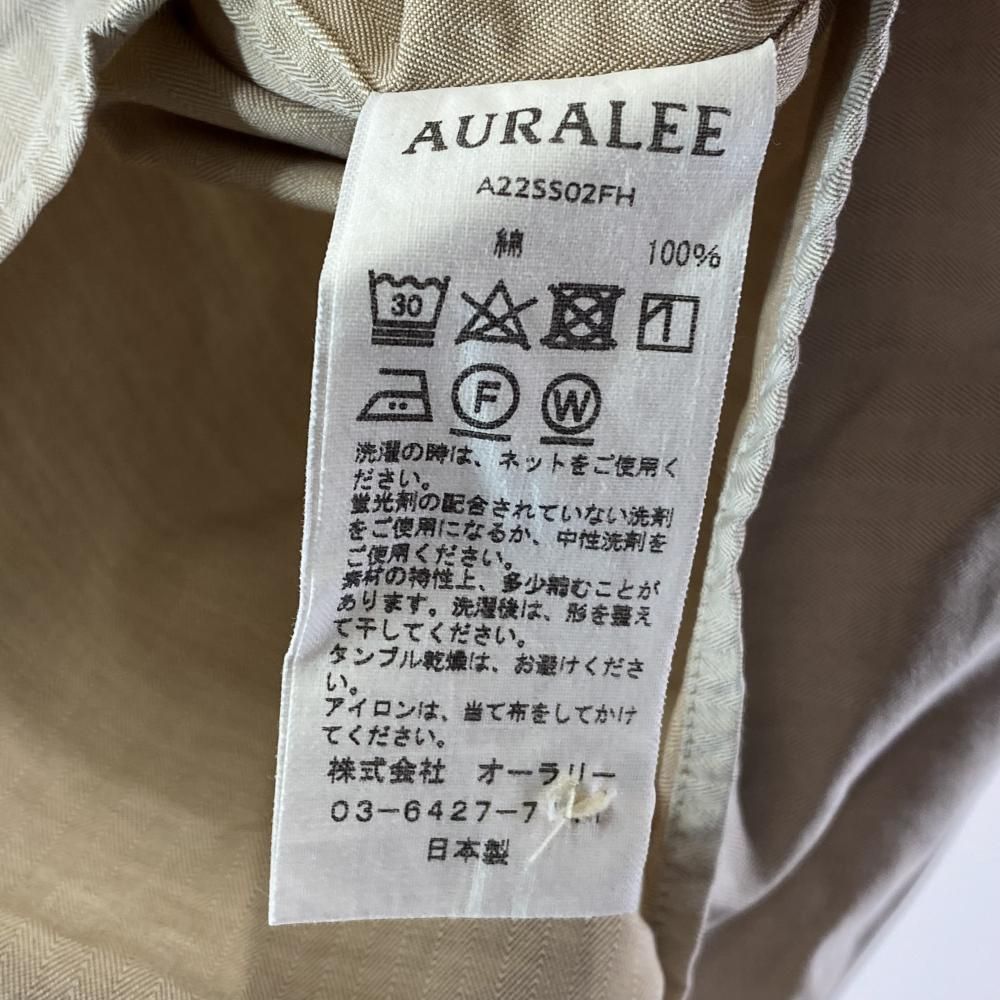 AURALEE
A22SS02FH
綿 100%
30
F W
洗濯の時は、ネットをご使用く
ださい。
蛍光剤の配合されていない洗剤
をご使用になるか、中性洗剤を
ご使用ください。
素材の特性上、多少縮むことが
あります。洗濯後は、形を整え
て干してください。
タンブル乾燥は、お避けくださ
い。
アイロンは、当て布をしてかけ
てください。
株式会社 オーラリー
03-6427-7
日本製